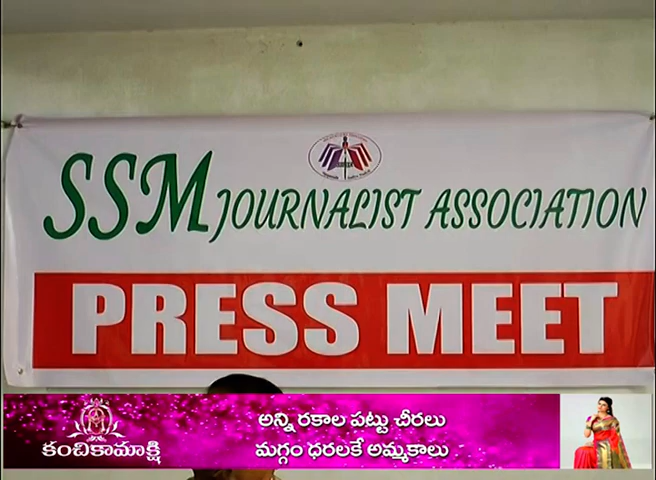 SSM JOURNALIST ASSOCIATION
PRESS MEET
కంచికామాక్షి
అన్ని రకాల పట్టు చీరలు
మగ్గం ధరలకే అమ్మకాలు